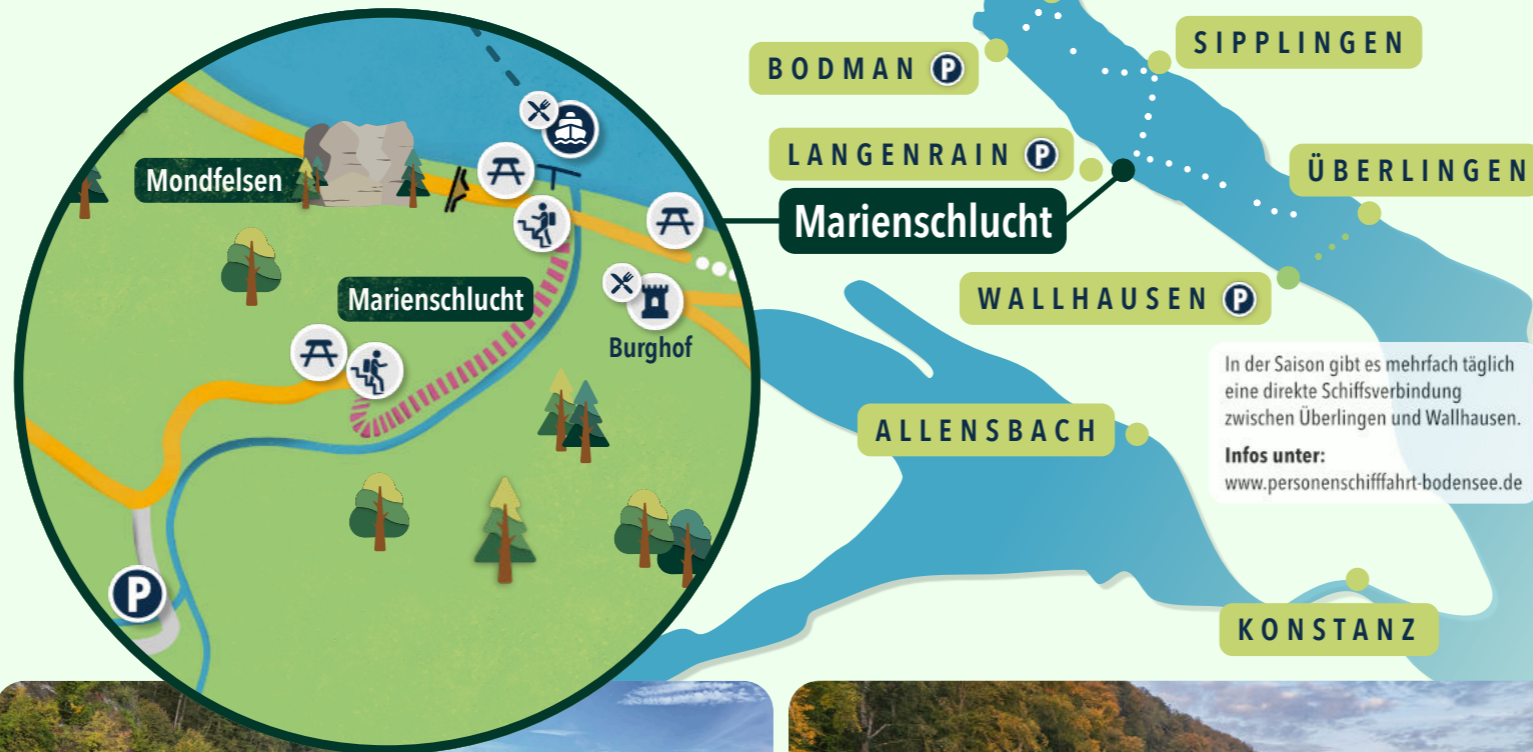 BODMAN P
SIPPLINGEN
LANGENRAIN P
ÜBERLINGEN
Marienschlucht
WALLHAUSEN P
Mondfelsen
Marienschlucht
Burghof
P
In der Saison gibt es mehrfach täglich
eine direkte Schiffsverbindung
zwischen Überlingen und Wallhausen.
Infos unter:
www.personenschifffahrt-bodensee.de
ALLENSBACH
KONSTANZ